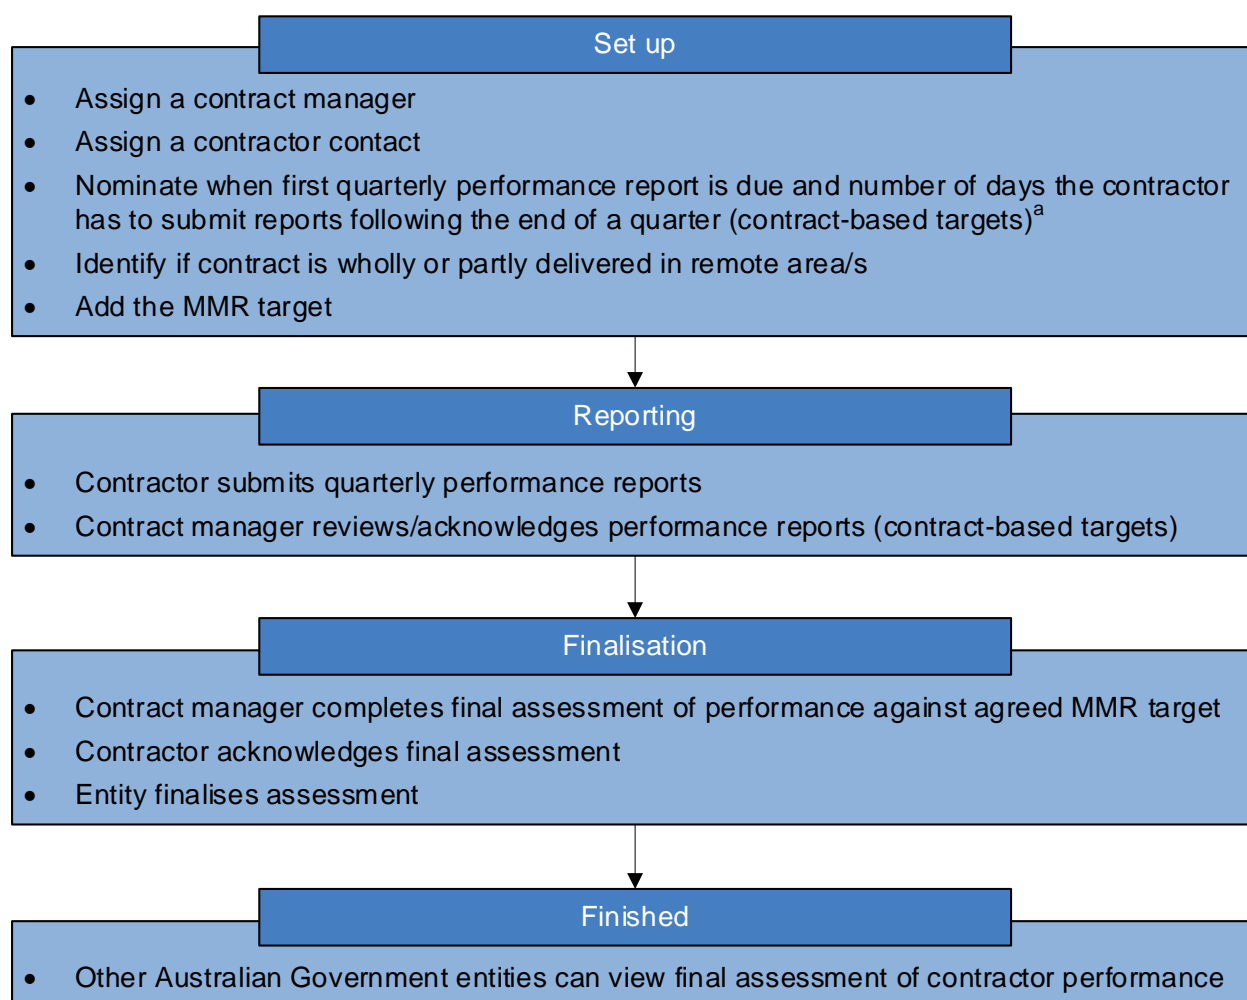 Set up
• Assign a contract manager
• Assign a contractor contact
• Nominate when first quarterly performance report is due and number of days the contractor
has to submit reports following the end of a quarter (contract-based targets)a
• Identify if contract is wholly or partly delivered in remote area/s
• Add the MMR target
Reporting
• Contractor submits quarterly performance reports
• Contract manager reviews/acknowledges performance reports (contract-based targets)
Finalisation
• Contract manager completes final assessment of performance against agreed MMR target
• Contractor acknowledges final assessment
• Entity finalises assessment
Finished
• Other Australian Government entities can view final assessment of contractor performance